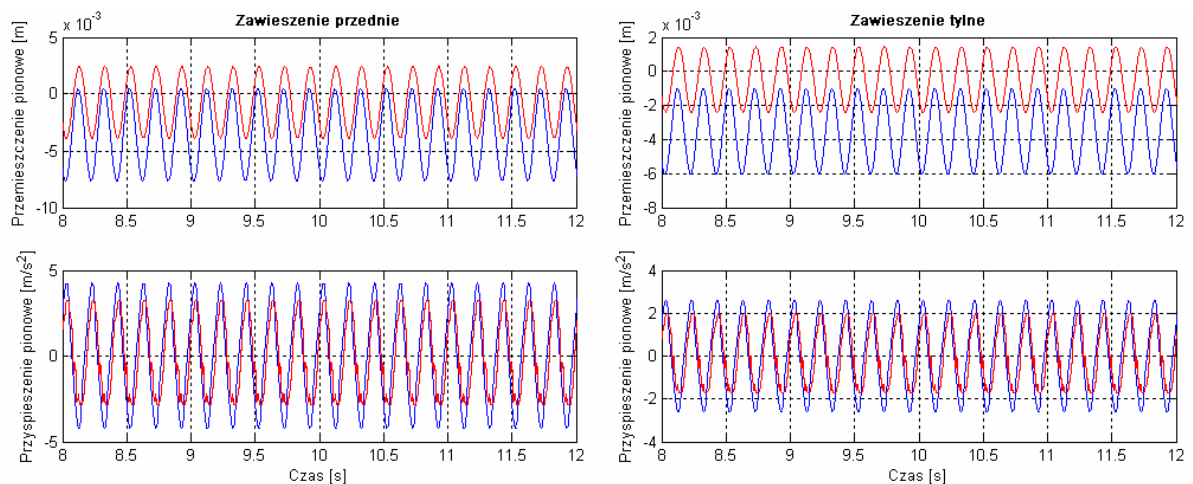 Zawieszenie przednie
x 10⁻³
Przemieszczenie pionowe [m]
5
0
-5
-10
8 8.5 9 9.5 10 10.5 11 11.5 12
Zawieszenie tylne
x 10⁻³
Przemieszczenie pionowe [m]
2
0
-2
-4
-6
-8
8 8.5 9 9.5 10 10.5 11 11.5 12
Przyspieszenie pionowe [m/s²]
5
0
-5
8 8.5 9 9.5 10 10.5 11 11.5 12
Czas [s]
Przyspieszenie pionowe [m/s²]
4
2
0
-2
-4
8 8.5 9 9.5 10 10.5 11 11.5 12
Czas [s]